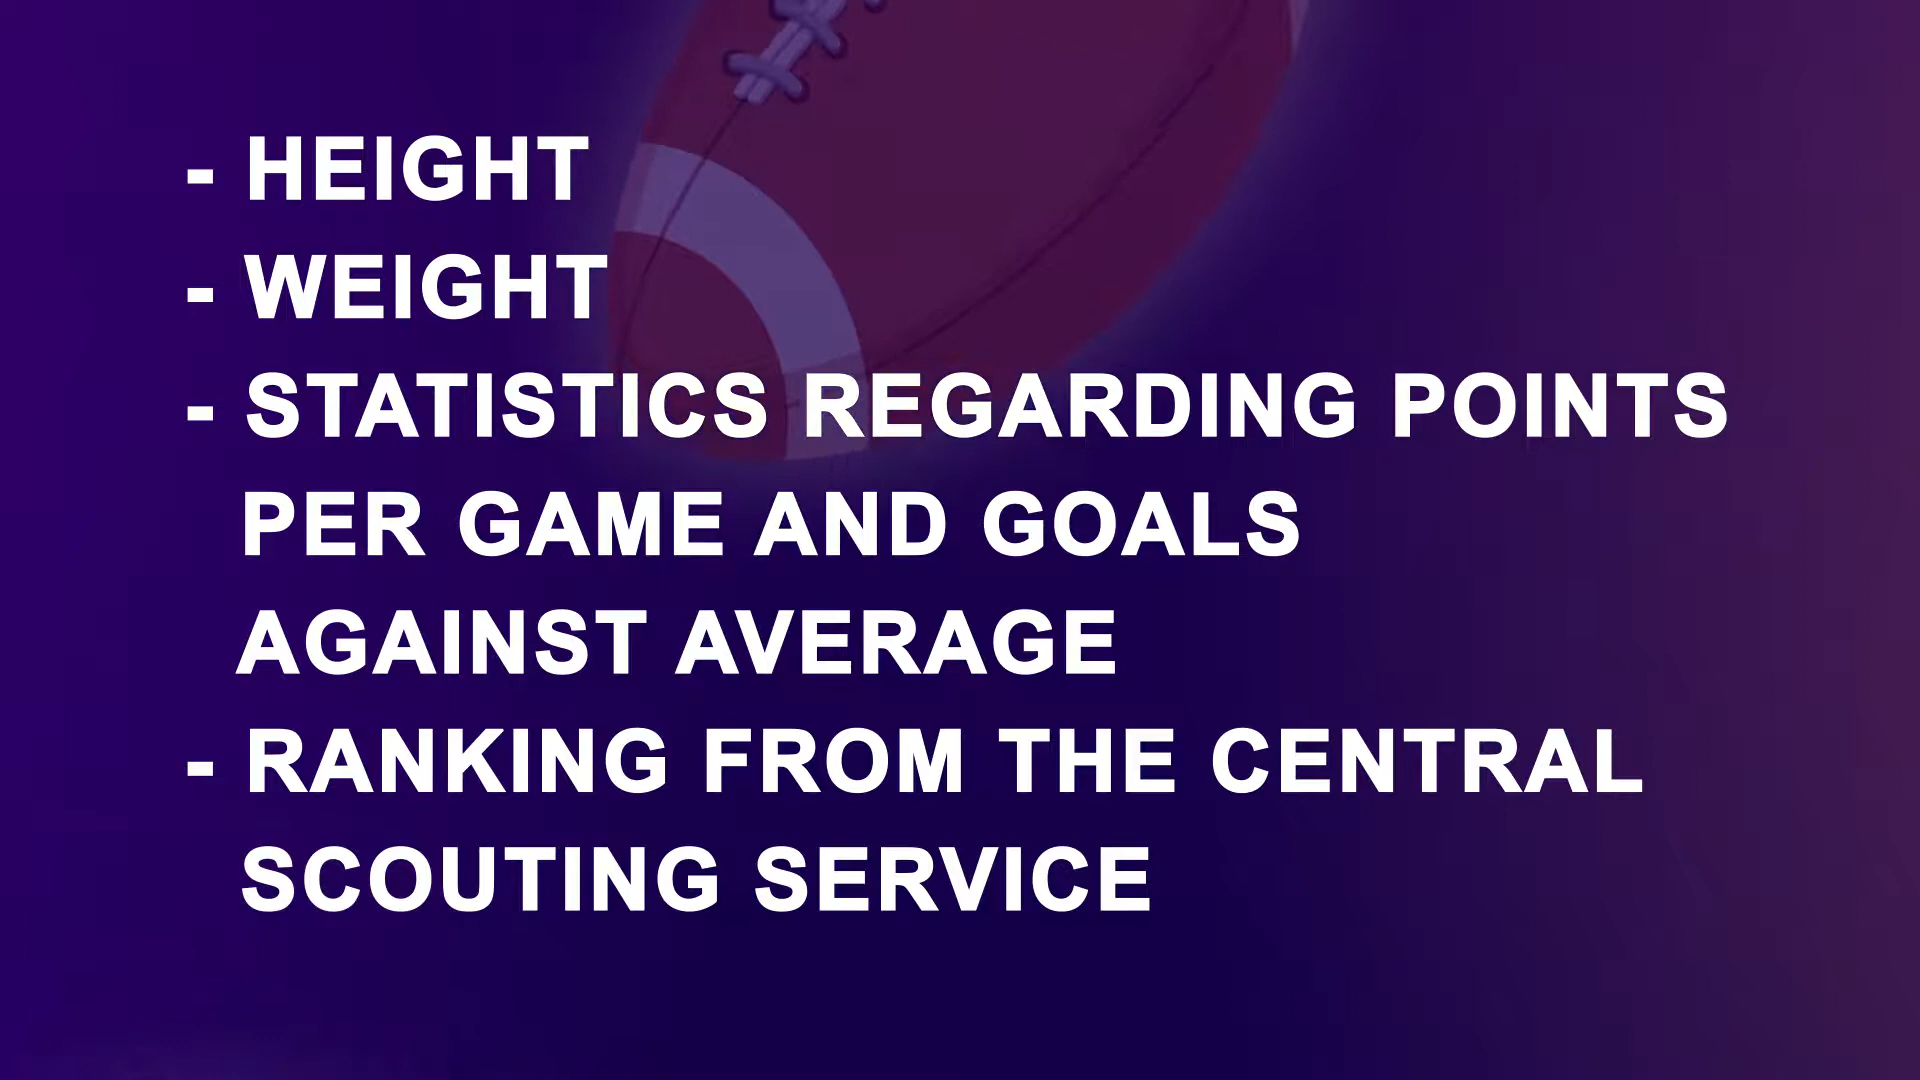 - HEIGHT
- WEIGHT
- STATISTICS REGARDING POINTS
PER GAME AND GOALS
AGAINST AVERAGE
- RANKING FROM THE CENTRAL
SCOUTING SERVICE